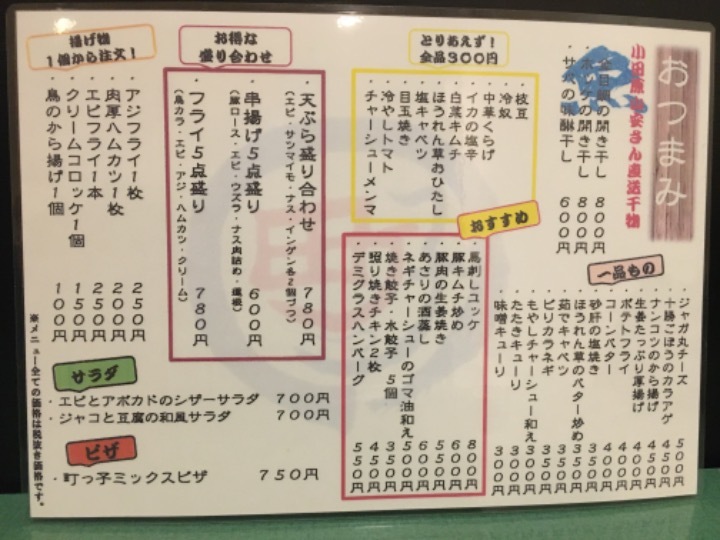 おつまみ
小田原山安さん直送干物
・金目鯛の開き干し 800円
・ホッケの開き干し 800円
・サバの味醂干し 600円
一品もの
・ジャガ丸チーズ 500円
・十勝ごぼうのカラアゲ 450円
・ナンコツのから揚げ 450円
・生姜たっぷり厚揚げ 400円
・ポテトフライ 400円
・コーンバター 400円
・砂肝の塩焼き 400円
・ほうれん草のバター炒め 350円
・茹でキャベツ 350円
・ピリカラネギ 350円
・もやしチャーシュー和え 350円
・たたきキューリ 300円
・味噌キューリ 300円
とりあえず!
全品300円
・枝豆
・冷奴
・中華くらげ
・イカの塩辛
・白菜キムチ
・ほうれん草おひたし
・塩キャベツ
・目玉焼き
・冷やしトマト
・チャーシューメンマ
おすすめ
・馬刺しユッケ 800円
・豚キムチ炒め 600円
・豚肉の生姜焼き 550円
・あさりの酒蒸し 600円
・ネギチャーシューのゴマ油和え 550円
・焼き餃子・水餃子 5個 350円
・照り焼きチキン2枚 450円
・デミグラスハンバーグ 550円
お得な
盛り合わせ
・天ぷら盛り合わせ 780円
(エビ・サツマイモ・ナス・インゲン各2個づつ)
・串揚げ5点盛り 600円
(豚ロース・エビ・ウズラ・ナス肉詰め・蓮根)
・フライ5点盛り 780円
(鳥カラ・エビ・アジ・ハムカツ・クリーム)
揚げ物
1個から注文!
・アジフライ1枚 250円
・肉厚ハムカツ1枚 200円
・エビフライ1本 250円
・クリームコロッケ1個 150円
・鳥のから揚げ1個 100円
サラダ
・エビとアボカドのシザーサラダ 700円
・ジャコと豆腐の和風サラダ 700円
ピザ
・町っ子ミックスピザ 750円
※メニュー全ての価格は税抜き価格です。